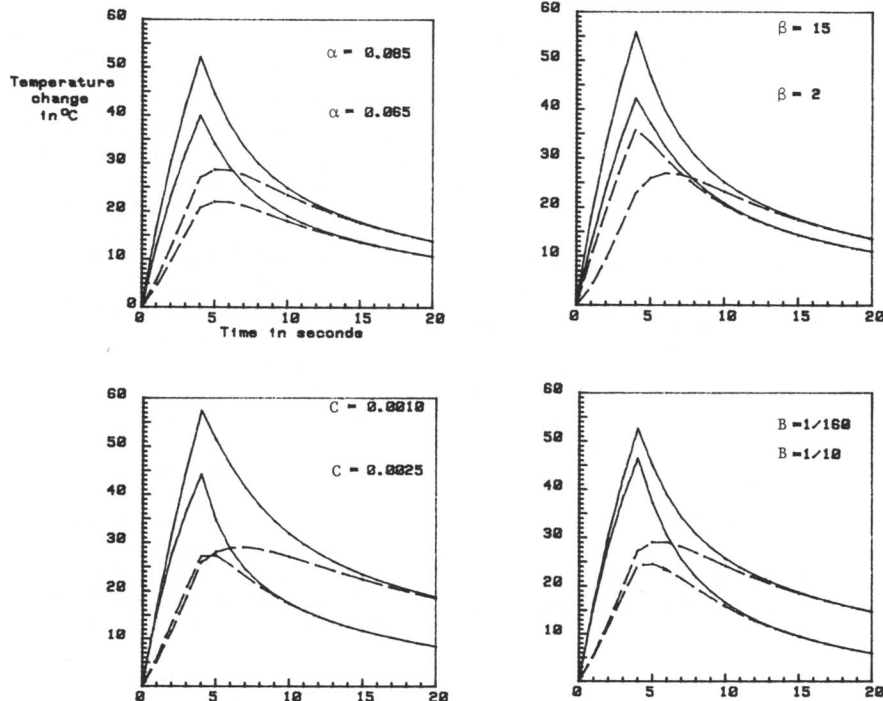 60
50
40
30
20
10
0
Temperature
change
in °C
α = 0.085
α = 0.065
0 5 10 15 20
Time in seconds
60
50
40
30
20
10
0
β = 15
β = 2
0 5 10 15 20
60
50
40
30
20
10
C = 0.0010
C = 0.0025
0 5 10 15 20
60
50
40
30
20
10
B = 1/160
B = 1/10
0 5 10 15 20